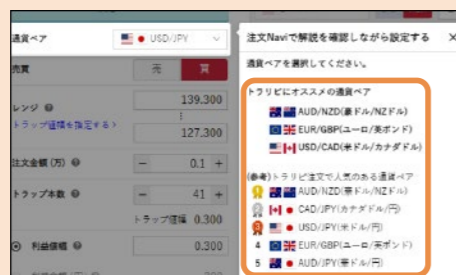 通貨ペア
USD/JPY
売買
売
買
レンジ
139.300
トラップ値幅を指定する>
127.300
注文金額(万)
− 0.1 +
トラップ本数
− 41 +
トラップ値幅 0.300
利益値幅
0.300
注文Naviで解説を確認しながら設定する ×
通貨ペアを選択してください。
トラリピにオススメの通貨ペア
AUD/NZD(豪ドル/NZドル)
EUR/GBP(ユーロ/英ポンド)
USD/CAD(米ドル/カナダドル)
(参考)トラリピ注文で人気のある通貨ペア
1 AUD/NZD(豪ドル/NZドル)
2 CAD/JPY(カナダドル/円)
3 USD/JPY(米ドル/円)
4 EUR/GBP(ユーロ/英ポンド)
5 AUD/JPY(豪ドル/円)